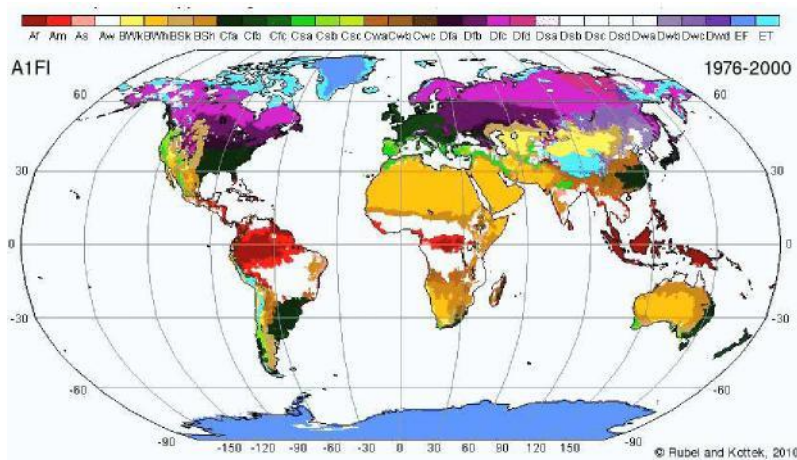 Af Am As Aw BWk BWh BSk BSh Cfa Cfb Cfc Csa Csb Csc Cwa Cwb Cwc Dfa Dfb Dfc Dfd Dsa Dsb Dsc Dsd Dwa Dwb Dwc Dwd EF ET
A1FI 1976-2000
60 60
30 30
0 0
-30 -30
-60 -60
-90 -150 -120 -90 -60 -30 0 30 60 90 120 150 -90
© Rubel and Kottek, 2010